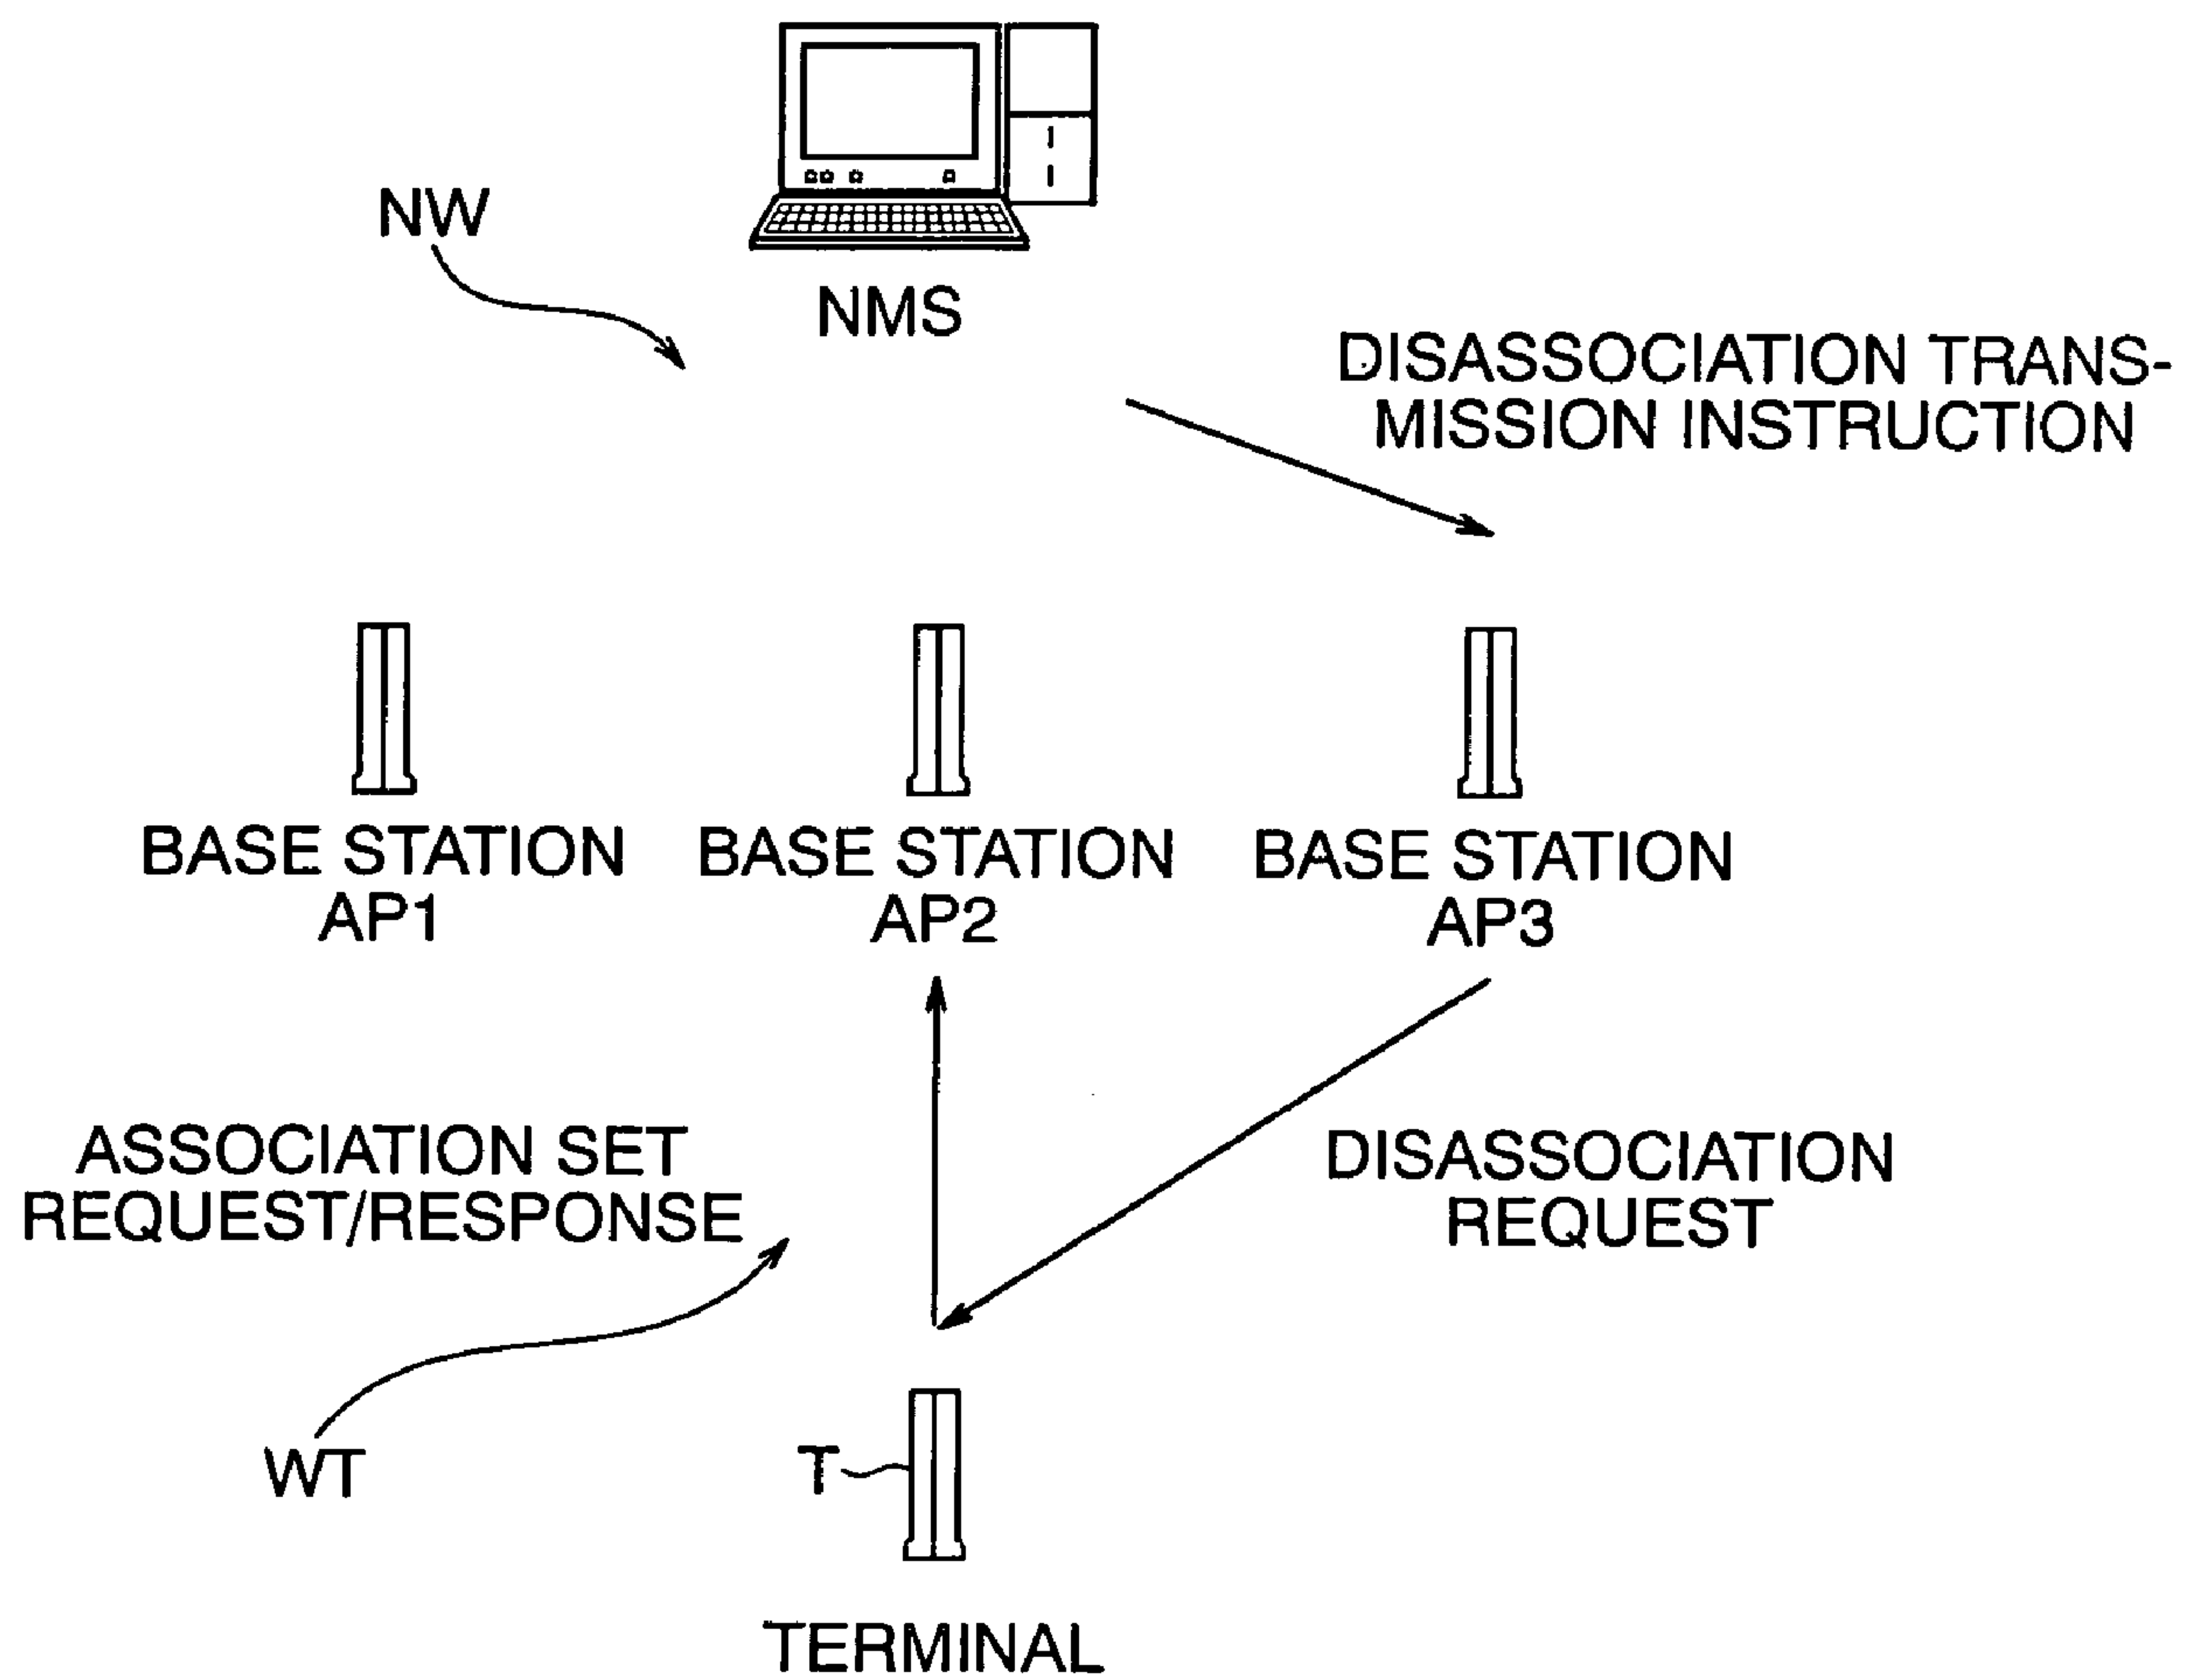 NW
NMS
DISASSOCIATION TRANS-
MISSION INSTRUCTION
BASE STATION
AP1
BASE STATION
AP2
BASE STATION
AP3
ASSOCIATION SET
REQUEST/RESPONSE
DISASSOCIATION
REQUEST
WT
T
TERMINAL